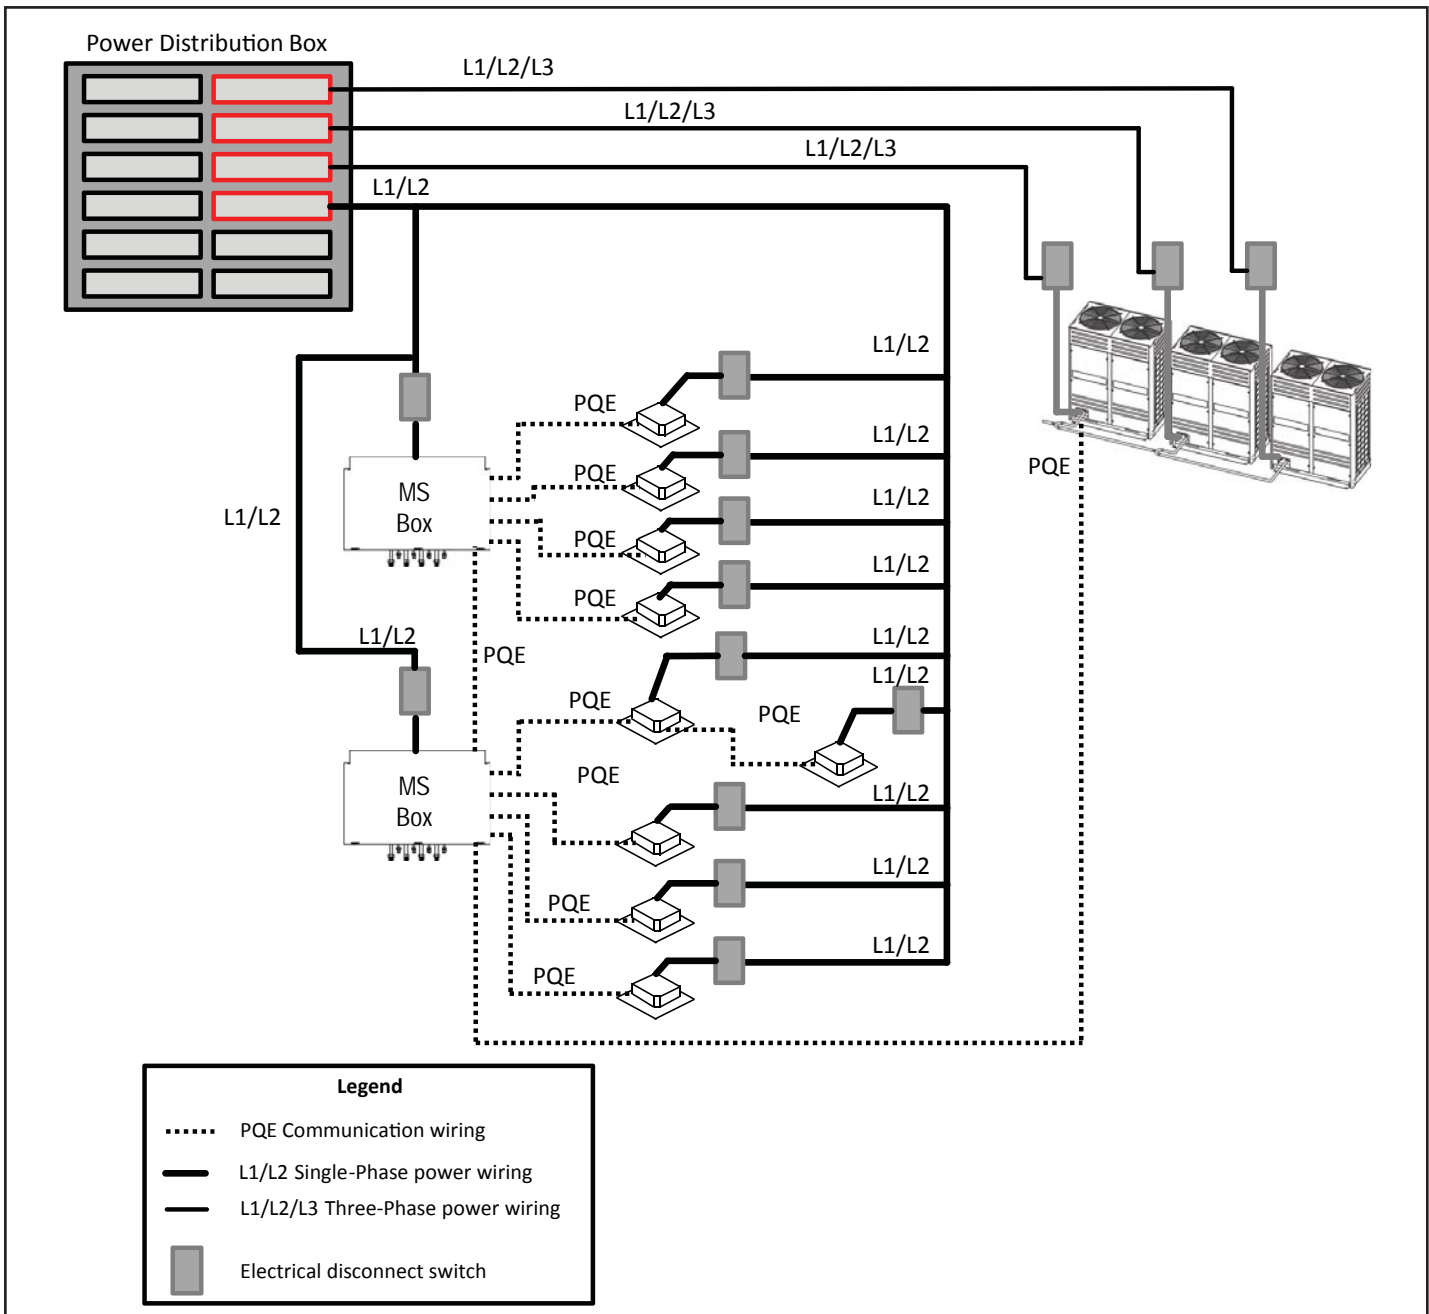 Power Distribution Box
L1/L2/L3
L1/L2/L3
L1/L2/L3
L1/L2
L1/L2
PQE
L1/L2
PQE
PQE
L1/L2
MS
Box
L1/L2
PQE
L1/L2
PQE
L1/L2
L1/L2
PQE
L1/L2
PQE
PQE
L1/L2
PQE
MS
Box
L1/L2
L1/L2
PQE
L1/L2
PQE
Legend
PQE Communication wiring
L1/L2 Single-Phase power wiring
L1/L2/L3 Three-Phase power wiring
Electrical disconnect switch